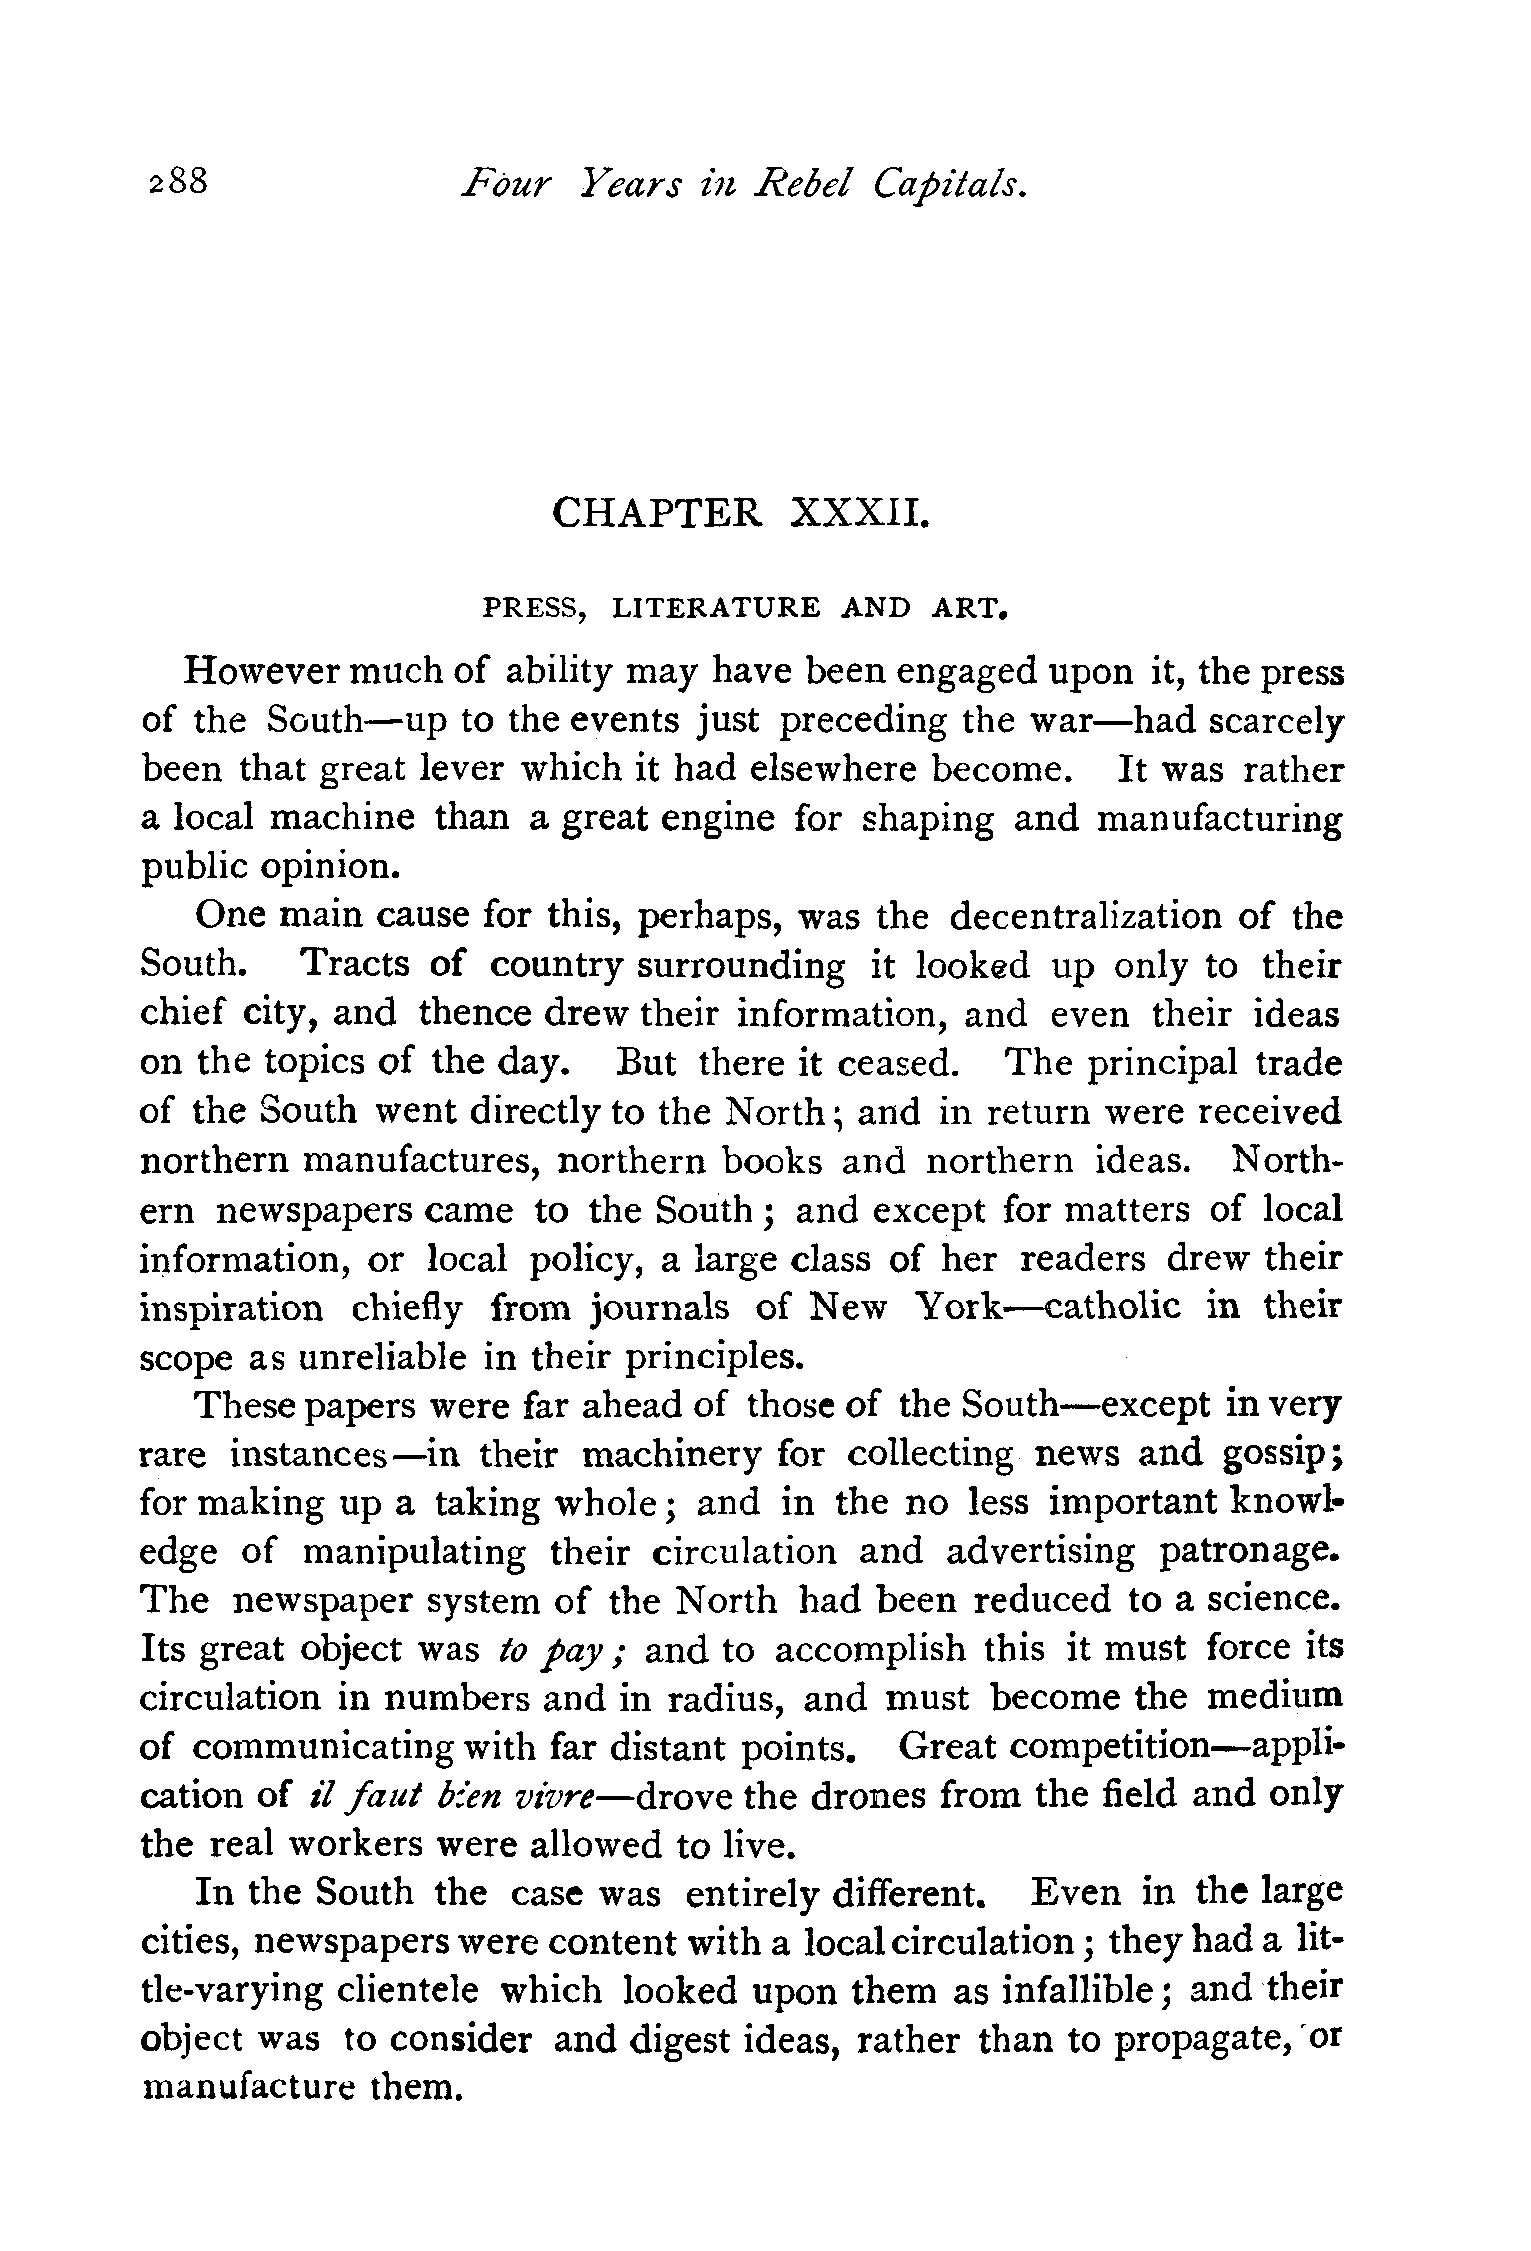 288 Four Years in Rebel Capitals.
CHAPTER XXXII.
PRESS, LITERATURE AND ART.
However much of ability may have been engaged upon it, the press
of the South—up to the events just preceding the war—had scarcely
been that great lever which it had elsewhere become. It was rather
a local machine than a great engine for shaping and manufacturing
public opinion.
One main cause for this, perhaps, was the decentralization of the
South. Tracts of country surrounding it looked up only to their
chief city, and thence drew their information, and even their ideas
on the topics of the day. But there it ceased. The principal trade
of the South went directly to the North; and in return were received
northern manufactures, northern books and northern ideas. North-
ern newspapers came to the South; and except for matters of local
information, or local policy, a large class of her readers drew their
inspiration chiefly from journals of New York—catholic in their
scope as unreliable in their principles.
These papers were far ahead of those of the South—except in very
rare instances—in their machinery for collecting news and gossip;
for making up a taking whole; and in the no less important knowl-
edge of manipulating their circulation and advertising patronage.
The newspaper system of the North had been reduced to a science.
Its great object was to pay; and to accomplish this it must force its
circulation in numbers and in radius, and must become the medium
of communicating with far distant points. Great competition—appli-
cation of il faut bien vivre—drove the drones from the field and only
the real workers were allowed to live.
In the South the case was entirely different. Even in the large
cities, newspapers were content with a local circulation; they had a lit-
tle-varying clientele which looked upon them as infallible; and their
object was to consider and digest ideas, rather than to propagate, or
manufacture them.